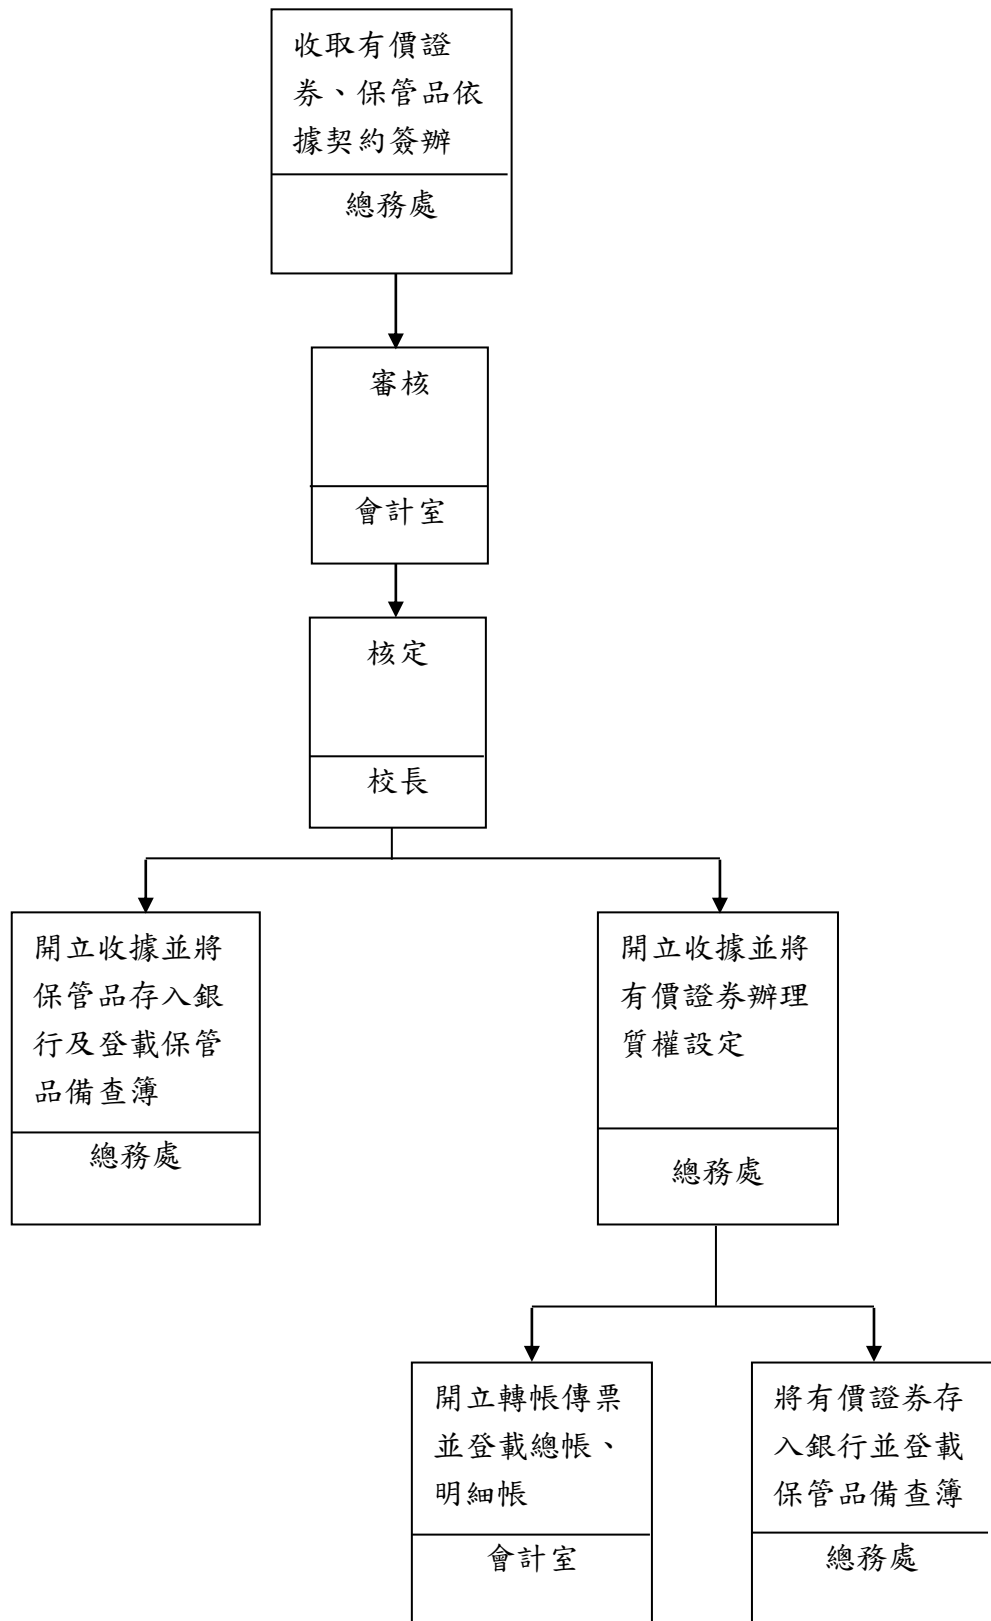 收取有價證
券、保管品依
據契約簽辦
總務處
審核
會計室
核定
校長
開立收據並將
保管品存入銀
行及登載保管
品備查簿
總務處
開立收據並將
有價證券辦理
質權設定
總務處
開立轉帳傳票
並登載總帳、
明細帳
會計室
將有價證券存
入銀行並登載
保管品備查簿
總務處